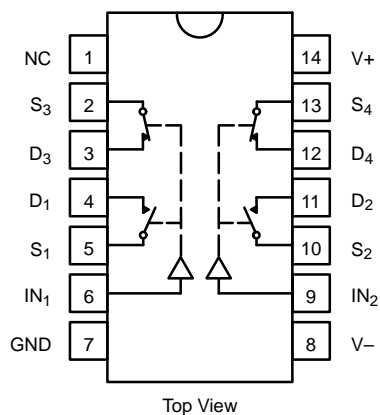 NC 1 14 V+
S3 2 13 S4
D3 3 12 D4
D1 4 11 D2
S1 5 10 S2
IN1 6 9 IN2
GND 7 8 V–
Top View